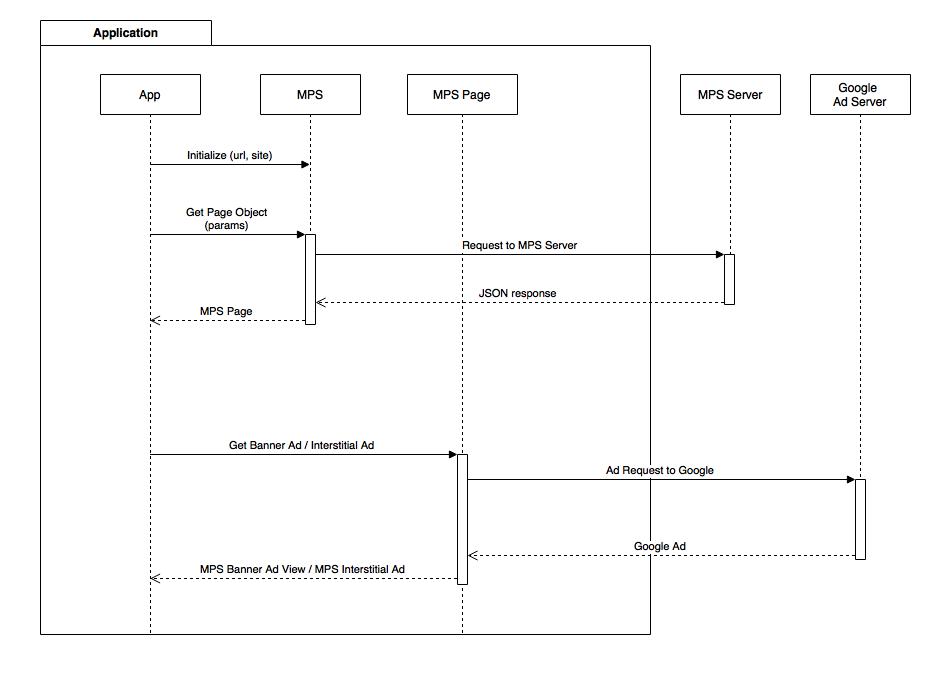 Application
App
MPS
MPS Page
MPS Server
Google
Ad Server
Initialize (url, site)
Get Page Object
(params)
Request to MPS Server
JSON response
MPS Page
Get Banner Ad / Interstitial Ad
Ad Request to Google
Google Ad
MPS Banner Ad View / MPS Interstitial Ad